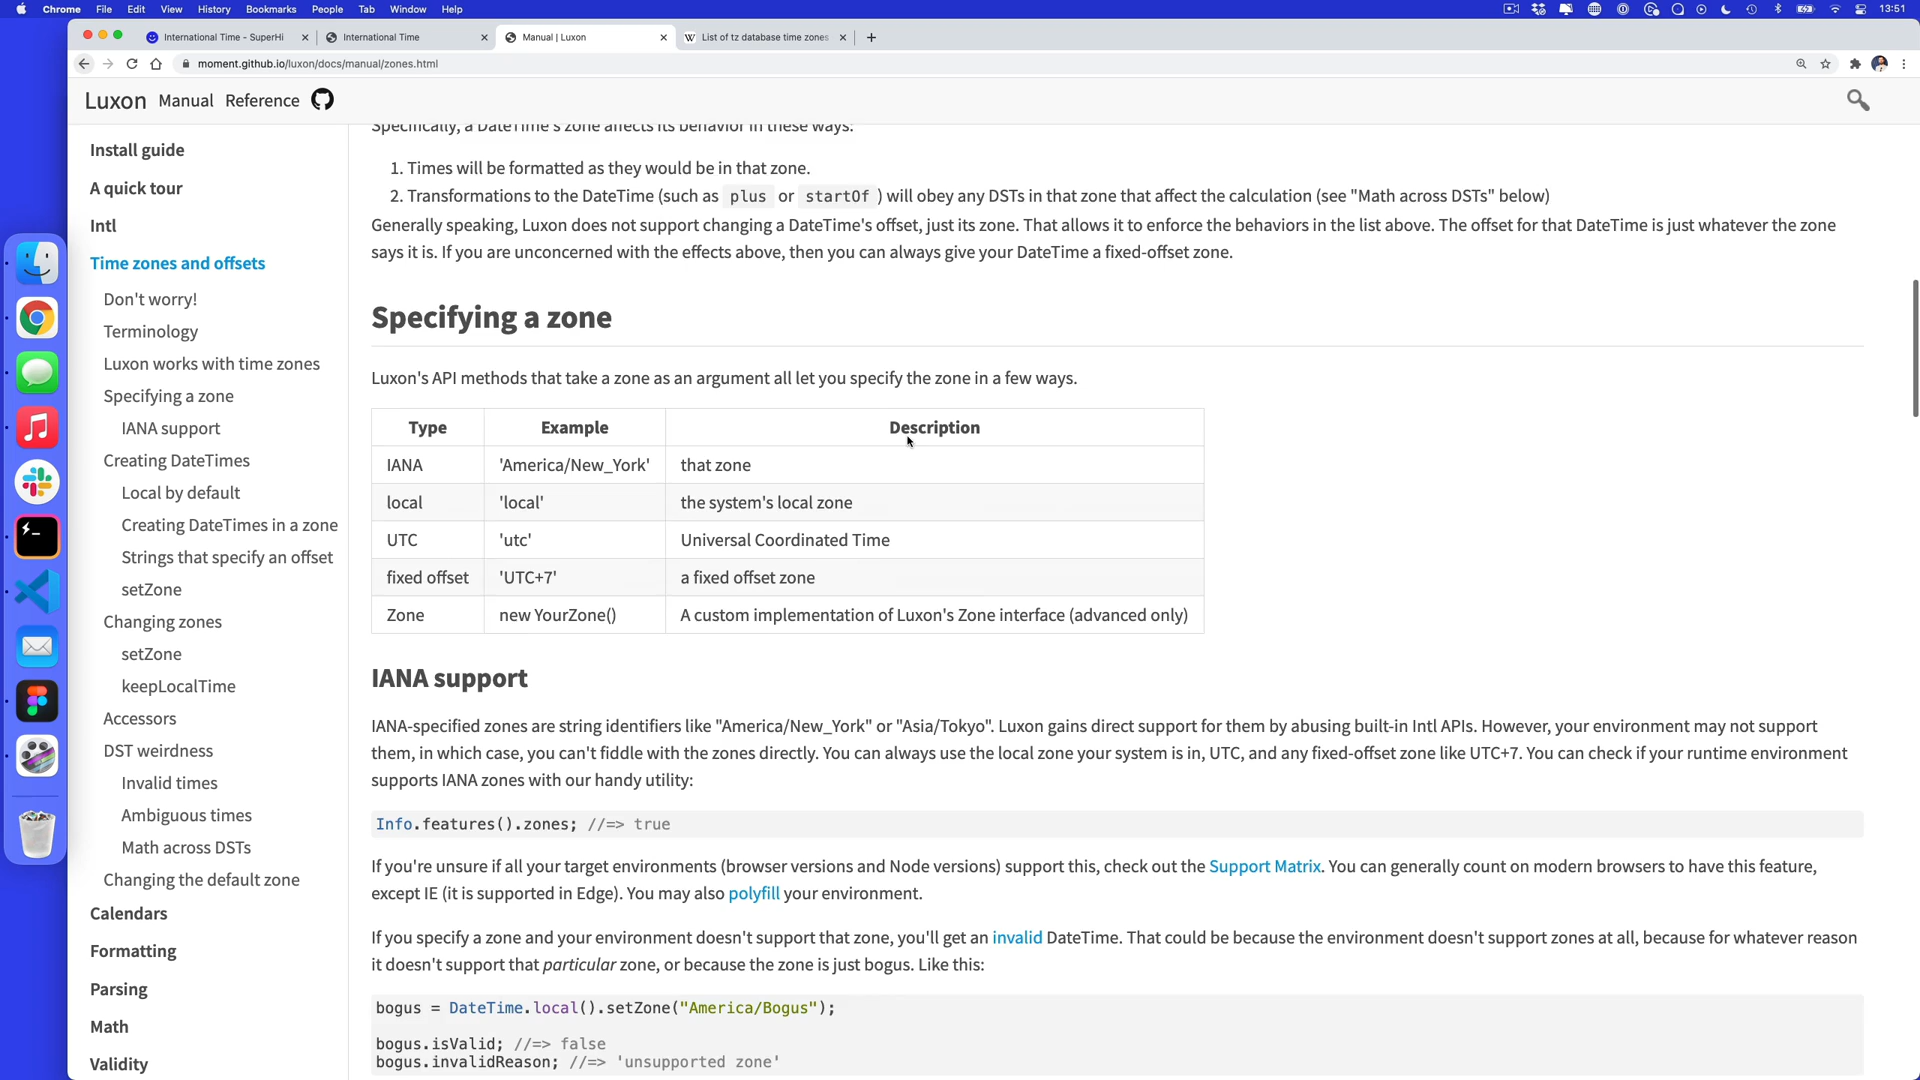 Chrome File Edit View History Bookmarks People Tab Window Help 13:51
International Time - SuperHi
International Time
Manual | Luxon
List of tz database time zones
moment.github.io/luxon/docs/manual/zones.html
Luxon Manual Reference
Install guide
A quick tour
Intl
Time zones and offsets
Don't worry!
Terminology
Luxon works with time zones
Specifying a zone
IANA support
Creating DateTimes
Local by default
Creating DateTimes in a zone
Strings that specify an offset
setZone
Changing zones
setZone
keepLocalTime
Accessors
DST weirdness
Invalid times
Ambiguous times
Math across DSTs
Changing the default zone
Calendars
Formatting
Parsing
Math
Validity
Specifically, a DateTime's zone affects its behavior in these ways:
1. Times will be formatted as they would be in that zone.
2. Transformations to the DateTime (such as plus or startOf ) will obey any DSTs in that zone that affect the calculation (see "Math across DSTs" below)
Generally speaking, Luxon does not support changing a DateTime's offset, just its zone. That allows it to enforce the behaviors in the list above. The offset for that DateTime is just whatever the zone
says it is. If you are unconcerned with the effects above, then you can always give your DateTime a fixed-offset zone.
Specifying a zone
Luxon's API methods that take a zone as an argument all let you specify the zone in a few ways.
Type Example Description
IANA 'America/New_York' that zone
local 'local' the system's local zone
UTC 'utc' Universal Coordinated Time
fixed offset 'UTC+7' a fixed offset zone
Zone new YourZone() A custom implementation of Luxon's Zone interface (advanced only)
IANA support
IANA-specified zones are string identifiers like "America/New_York" or "Asia/Tokyo". Luxon gains direct support for them by abusing built-in Intl APIs. However, your environment may not support
them, in which case, you can't fiddle with the zones directly. You can always use the local zone your system is in, UTC, and any fixed-offset zone like UTC+7. You can check if your runtime environment
supports IANA zones with our handy utility:
Info.features().zones; //=> true
If you're unsure if all your target environments (browser versions and Node versions) support this, check out the Support Matrix. You can generally count on modern browsers to have this feature,
except IE (it is supported in Edge). You may also polyfill your environment.
If you specify a zone and your environment doesn't support that zone, you'll get an invalid DateTime. That could be because the environment doesn't support zones at all, because for whatever reason
it doesn't support that particular zone, or because the zone is just bogus. Like this:
bogus = DateTime.local().setZone("America/Bogus");
bogus.isValid; //=> false
bogus.invalidReason; //=> 'unsupported zone'